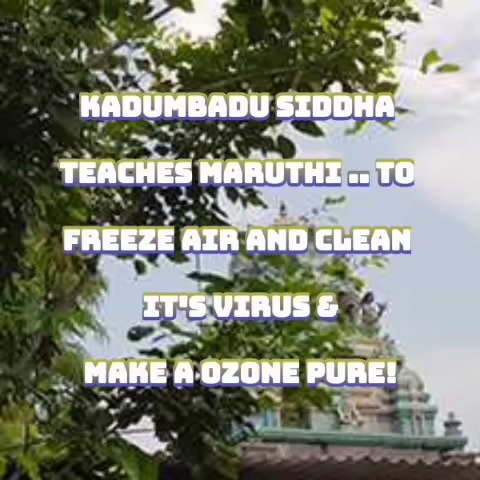 KADUMBADU SIDDHA
TEACHES MARUTHI .. TO
FREEZE AIR AND CLEAN
IT'S VIRUS &
MAKE A OZONE PURE!